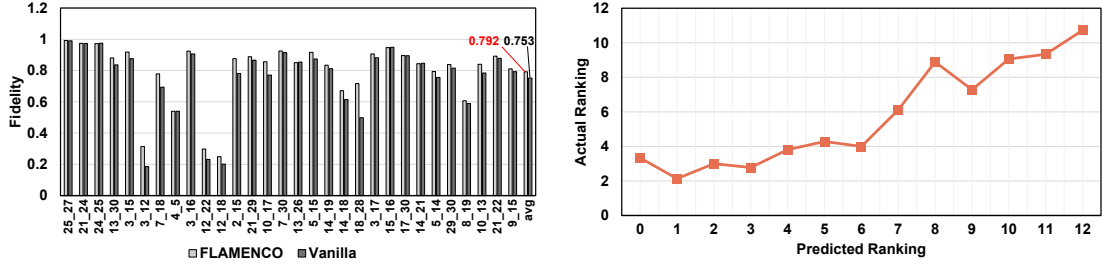 1.2
1
0.8
0.6
0.4
0.2
0
Fidelity
0.792 0.753
25_27 21_24 24_25 13_30 3_15 3_12 7_18 4_5 3_16 12_22 12_18 2_15 21_29 10_17 7_30 13_26 5_15 14_19 14_18 18_28 3_17 15_16 17_30 14_21 5_14 29_30 8_19 10_13 21_22 9_15 avg
FLAMENCO Vanilla
12
10
8
6
4
2
0
Actual Ranking
0 1 2 3 4 5 6 7 8 9 10 11 12
Predicted Ranking